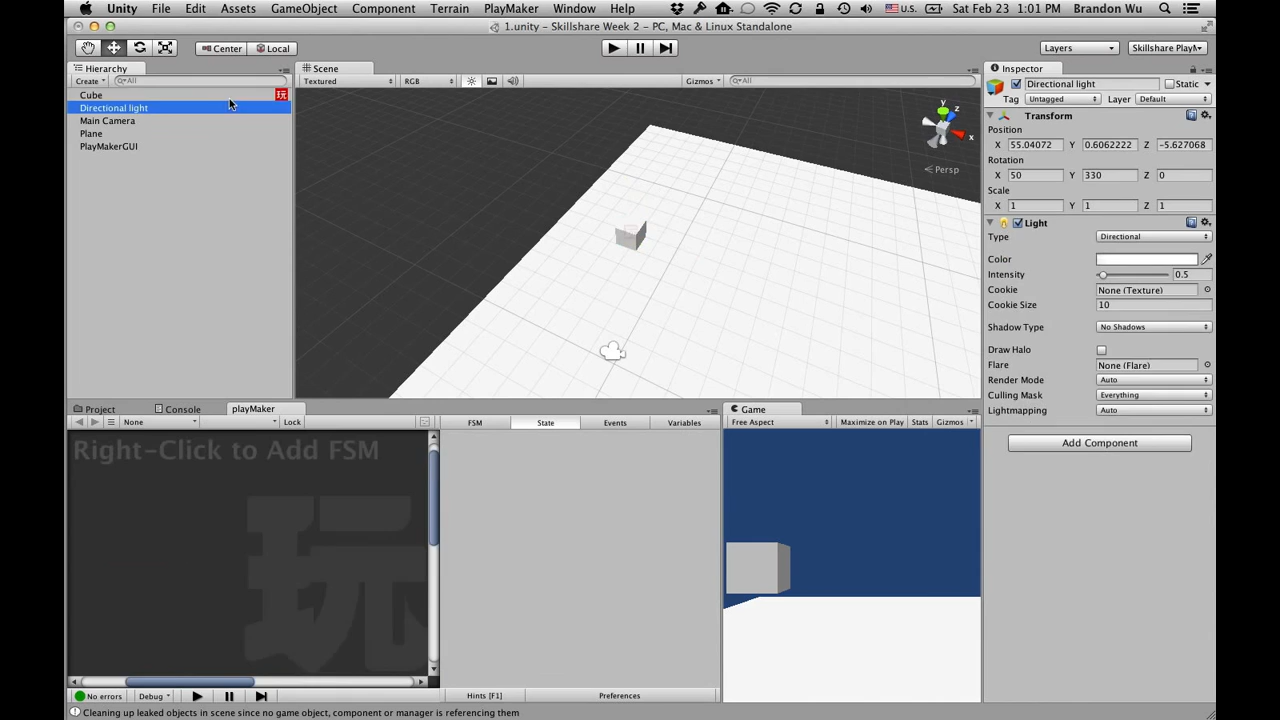 Unity File Edit Assets GameObject Component Terrain PlayMaker Window Help U.S. Sat Feb 23 1:01 PM Brandon Wu
1.unity - Skillshare Week 2 - PC, Mac & Linux Standalone
Center Local Layers Skillshare PlayM
Hierarchy
Create All
Cube 玩
Directional light
Main Camera
Plane
PlayMakerGUI
Scene
Textured RGB Gizmos All
y
z
x
Persp
Inspector
Directional light Static
Tag Untagged Layer Default
Transform
Position
X 55.04072 Y 0.6062222 Z -5.627068
Rotation
X 50 Y 330 Z 0
Scale
X 1 Y 1 Z 1
Light
Type Directional
Color
Intensity 0.5
Cookie None (Texture)
Cookie Size 10
Shadow Type No Shadows
Draw Halo
Flare None (Flare)
Render Mode Auto
Culling Mask Everything
Lightmapping Auto
Add Component
Project Console playMaker
None Lock
Right-Click to Add FSM
玩
FSM State Events Variables
Game
Free Aspect Maximize on Play Stats Gizmos
No errors Debug
Hints [F1] Preferences
Cleaning up leaked objects in scene since no game object, component or manager is referencing them